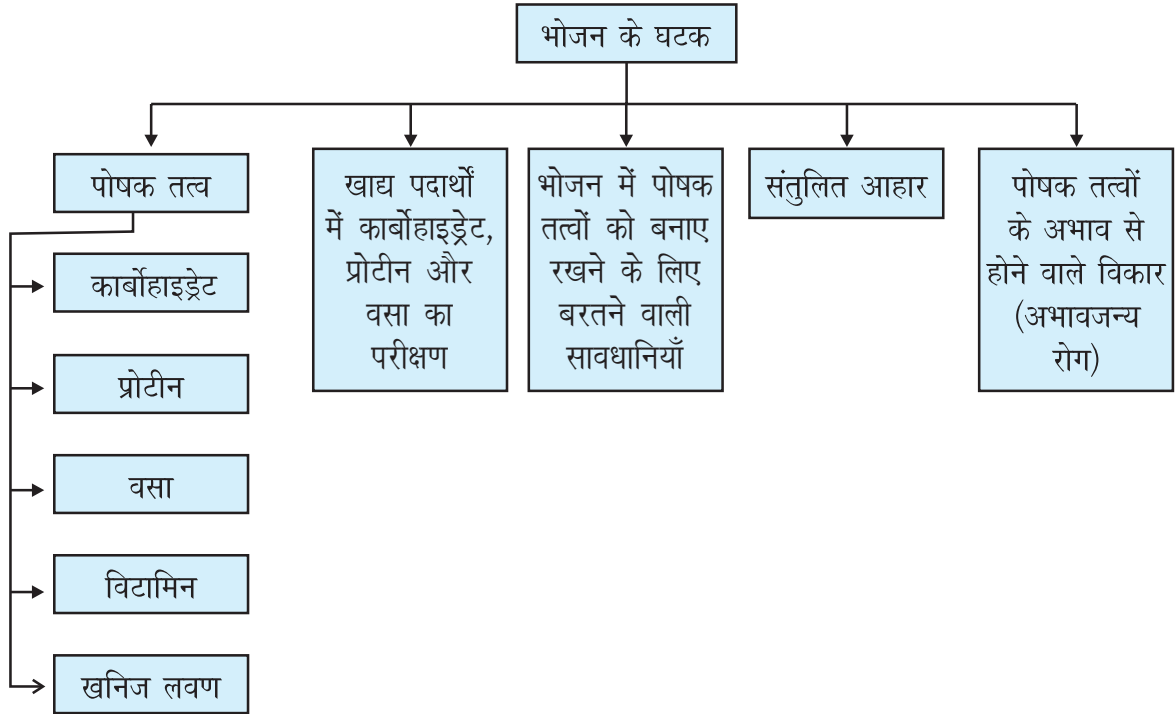 भोजन के घटक
पोषक तत्व
कार्बोहाइड्रेट
प्रोटीन
वसा
विटामिन
खनिज लवण
खाद्य पदार्थों
में कार्बोहाइड्रेट,
प्रोटीन और
वसा का
परीक्षण
भोजन में पोषक
तत्वों को बनाए
रखने के लिए
बरतने वाली
सावधानियाँ
संतुलित आहार
पोषक तत्वों
के अभाव से
होने वाले विकार
(अभावजन्य
रोग)